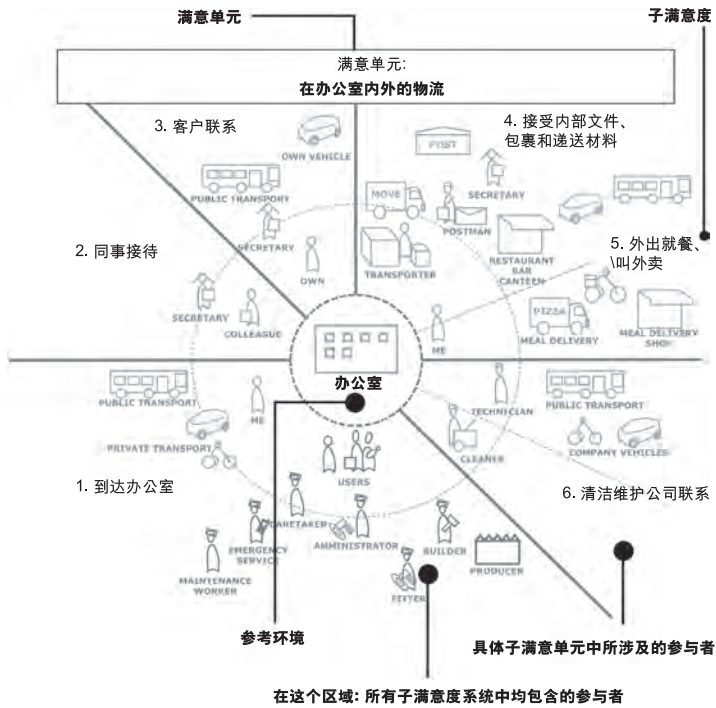 满意单元
子满意度
满意单元:
在办公室内外的物流
3. 客户联系
4. 接受内部文件、
包裹和递送材料
OWN VEHICLE
POST
PUBLIC TRANSPORT
MOVE
SECRETARY
2. 同事接待
SECRETARY
POSTMAN
5. 外出就餐、
\叫外卖
OWN
TRANSPORTER
RESTAURANT
BAR
CANTEEN
SECRETARY
COLLEAGUE
ME
PIZZA
MEAL DELIVERY
MEAL DELIVERY
SHOP
办公室
PUBLIC TRANSPORT
ME
TECHNICIAN
PUBLIC TRANSPORT
PRIVATE TRANSPORT
CLEANER
COMPANY VEHICLES
1. 到达办公室
USERS
6. 清洁维护公司联系
CARETAKER
EMERGENCY
SERVICE
AMMINISTRATOR
BUILDER
MAINTENANCE
WORKER
FITTER
PRODUCER
参考环境
具体子满意单元中所涉及的参与者
在这个区域: 所有子满意度系统中均包含的参与者